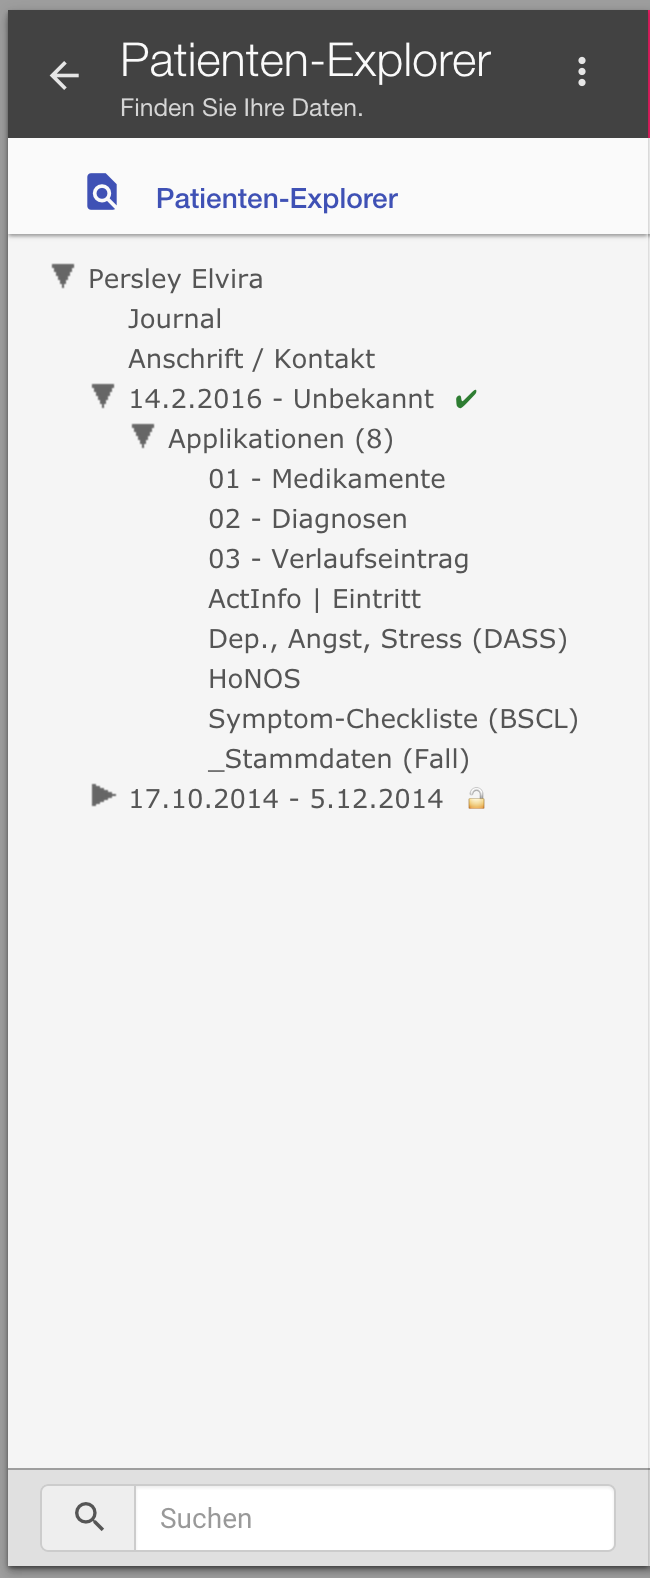 Patienten-Explorer
Finden Sie Ihre Daten.
Patienten-Explorer
Persley Elvira
Journal
Anschrift / Kontakt
14.2.2016 - Unbekannt
Applikationen (8)
01 - Medikamente
02 - Diagnosen
03 - Verlaufseintrag
ActInfo | Eintritt
Dep., Angst, Stress (DASS)
HoNOS
Symptom-Checkliste (BSCL)
_Stammdaten (Fall)
17.10.2014 - 5.12.2014
Suchen